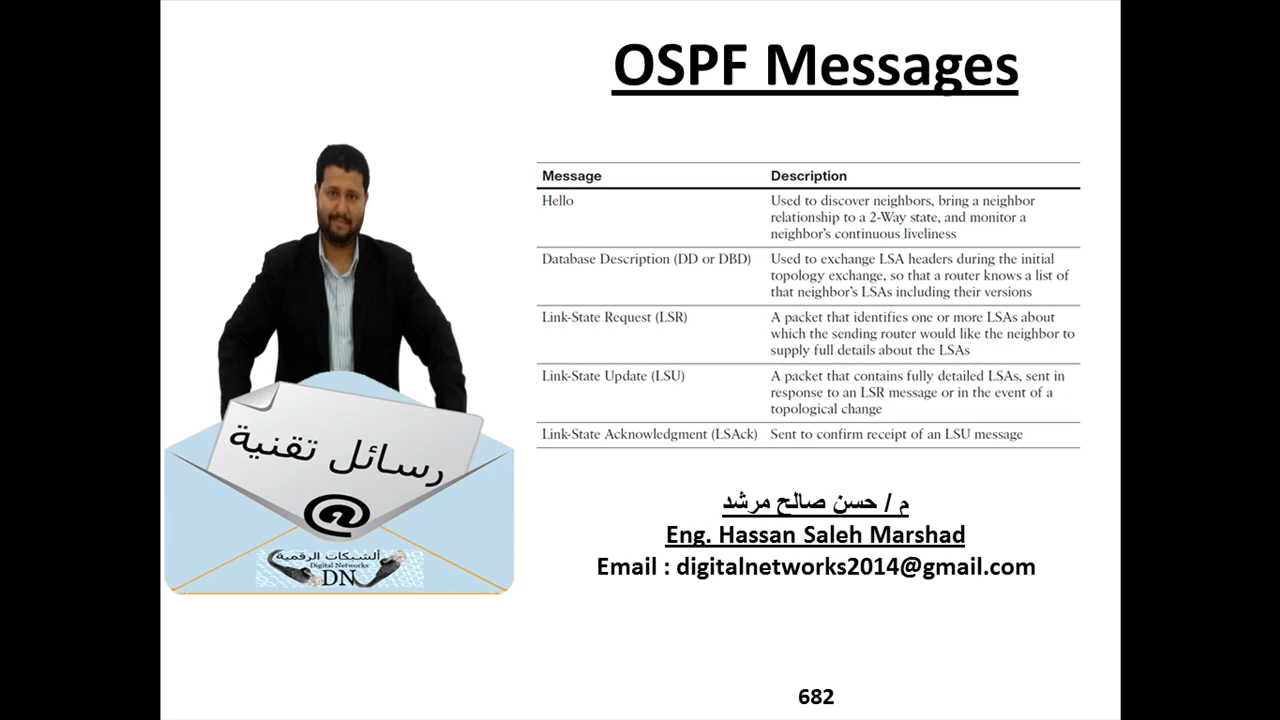 OSPF Messages
Message Description
Hello Used to discover neighbors, bring a neighbor
relationship to a 2-Way state, and monitor a
neighbor's continuous liveliness
Database Description (DD or DBD) Used to exchange LSA headers during the initial
topology exchange, so that a router knows a list of
that neighbor's LSAs including their versions
Link-State Request (LSR) A packet that identifies one or more LSAs about
which the sending router would like the neighbor to
supply full details about the LSAs
Link-State Update (LSU) A packet that contains fully detailed LSAs, sent in
response to an LSR message or in the event of a
topological change
Link-State Acknowledgment (LSAck) Sent to confirm receipt of an LSU message
رسائل تقنية
@
الشبكات الرقمية
Digital Networks
DN
م / حسن صالح مرشد
Eng. Hassan Saleh Marshad
Email : digitalnetworks2014@gmail.com
682